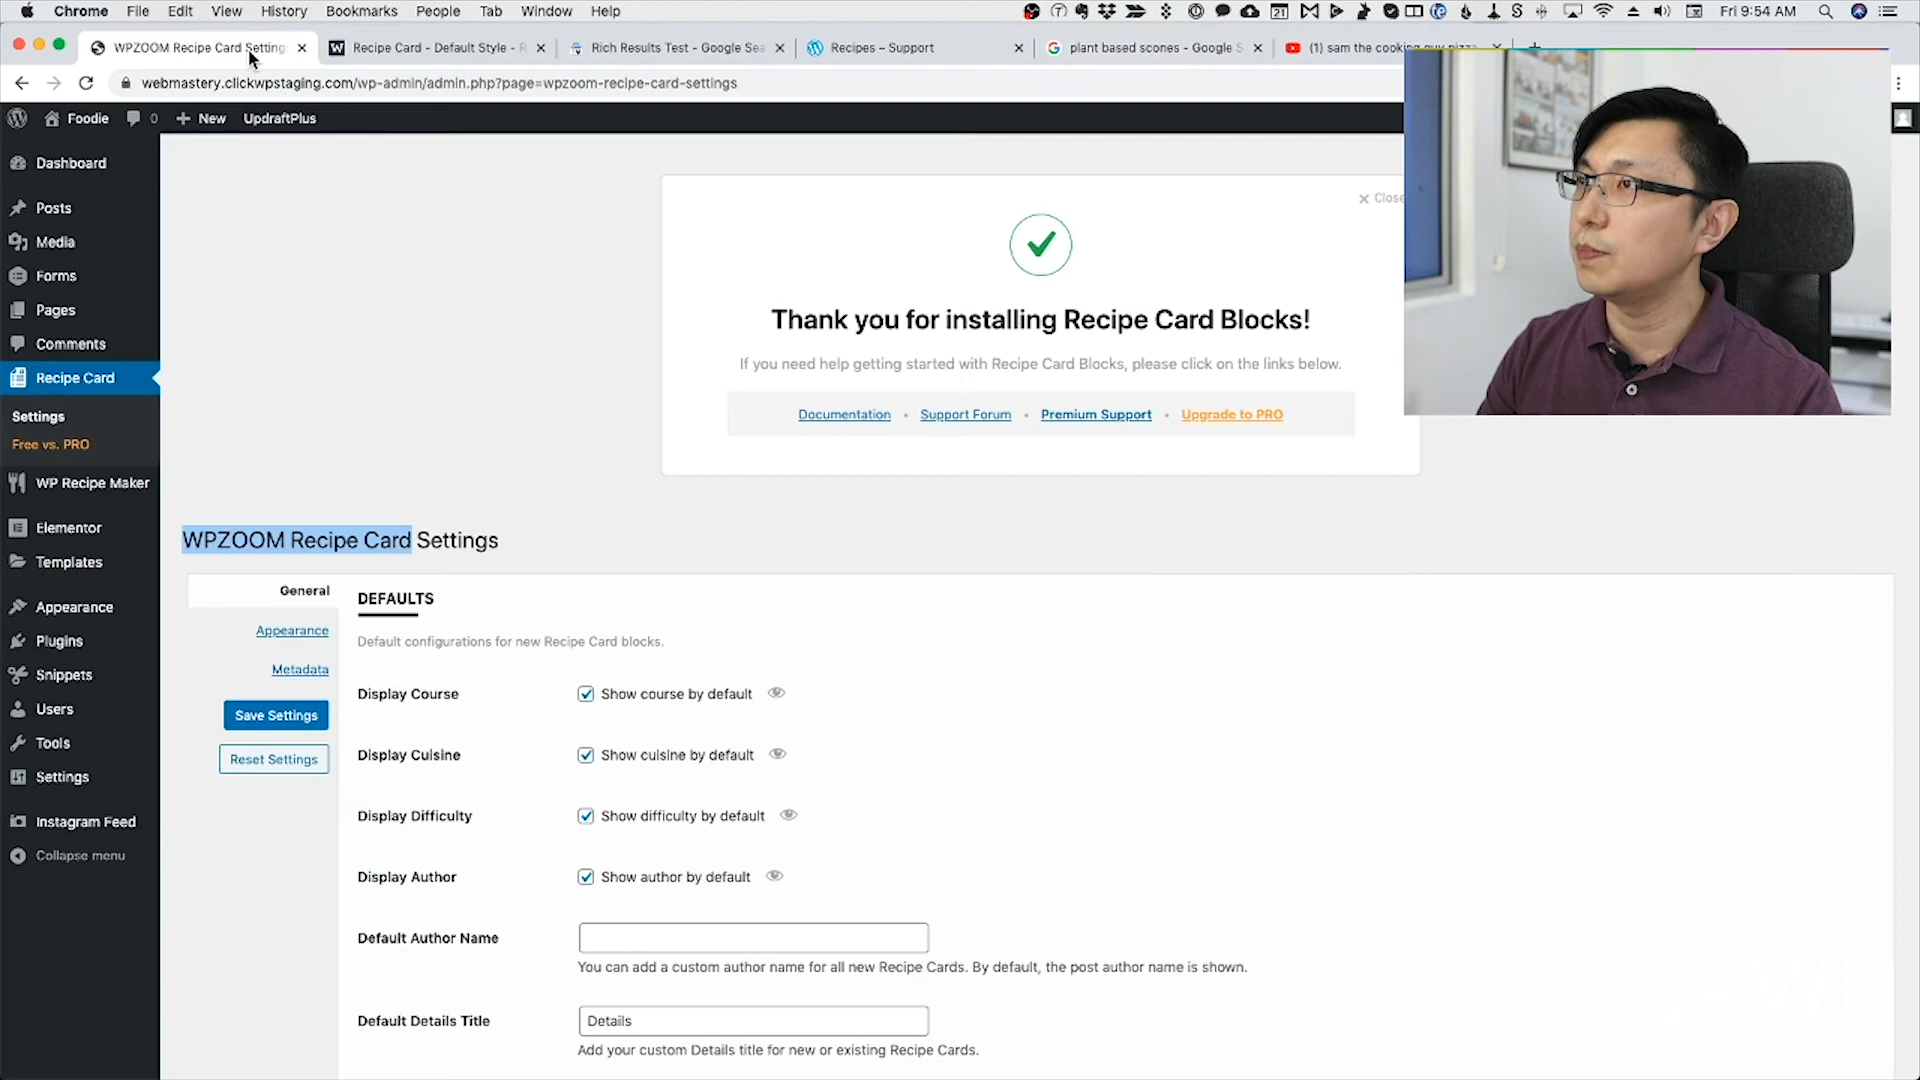 Chrome File Edit View History Bookmarks People Tab Window Help Fri 9:54 AM
WPZOOM Recipe Card Setting Recipe Card - Default Style - R Rich Results Test - Google Sea Recipes – Support plant based scones - Google S (1) sam the cooking guy pizza
webmastery.clickwpstaging.com/wp-admin/admin.php?page=wpzoom-recipe-card-settings
Foodie 0 New UpdraftPlus
Dashboard
Posts
Media
Forms
Pages
Comments
Recipe Card
Settings
Free vs. PRO
WP Recipe Maker
Elementor
Templates
Appearance
Plugins
Snippets
Users
Tools
Settings
Instagram Feed
Collapse menu
Close
Thank you for installing Recipe Card Blocks!
If you need help getting started with Recipe Card Blocks, please click on the links below.
Documentation • Support Forum • Premium Support • Upgrade to PRO
WPZOOM Recipe Card Settings
General
Appearance
Metadata
Save Settings
Reset Settings
DEFAULTS
Default configurations for new Recipe Card blocks.
Display Course Show course by default
Display Cuisine Show cuisine by default
Display Difficulty Show difficulty by default
Display Author Show author by default
Default Author Name
You can add a custom author name for all new Recipe Cards. By default, the post author name is shown.
Default Details Title Details
Add your custom Details title for new or existing Recipe Cards.